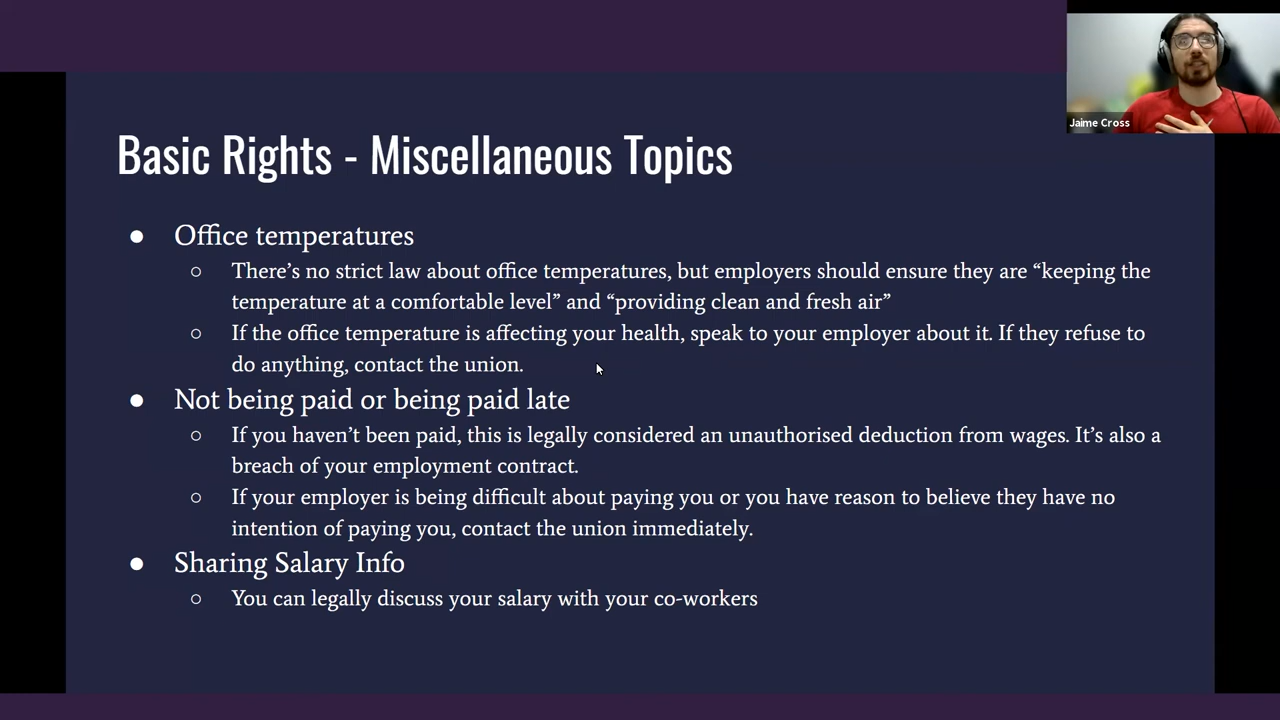 Jaime Cross
Basic Rights - Miscellaneous Topics
● Office temperatures
○ There’s no strict law about office temperatures, but employers should ensure they are “keeping the
temperature at a comfortable level” and “providing clean and fresh air”
○ If the office temperature is affecting your health, speak to your employer about it. If they refuse to
do anything, contact the union.
● Not being paid or being paid late
○ If you haven’t been paid, this is legally considered an unauthorised deduction from wages. It’s also a
breach of your employment contract.
○ If your employer is being difficult about paying you or you have reason to believe they have no
intention of paying you, contact the union immediately.
● Sharing Salary Info
○ You can legally discuss your salary with your co-workers